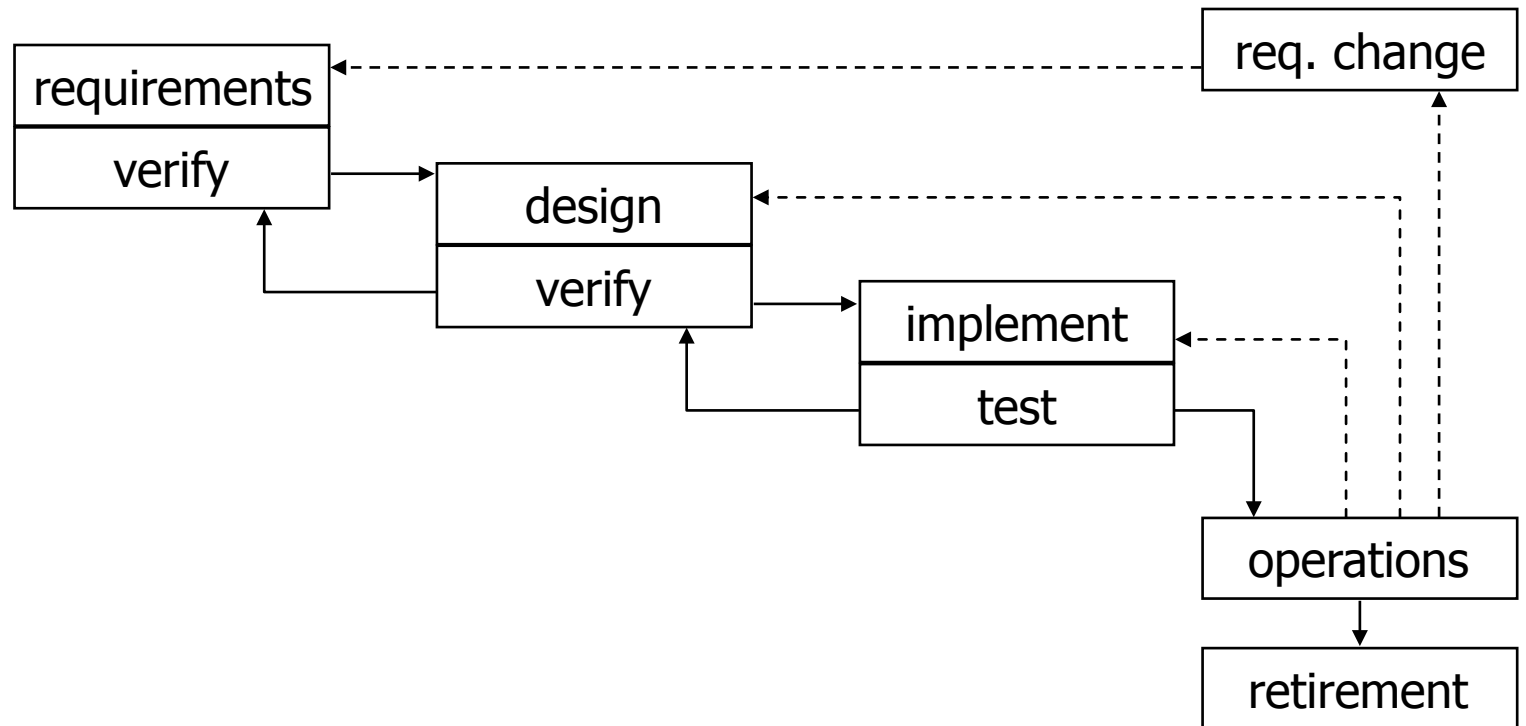 req. change
requirements
verify
design
verify
implement
test
operations
retirement